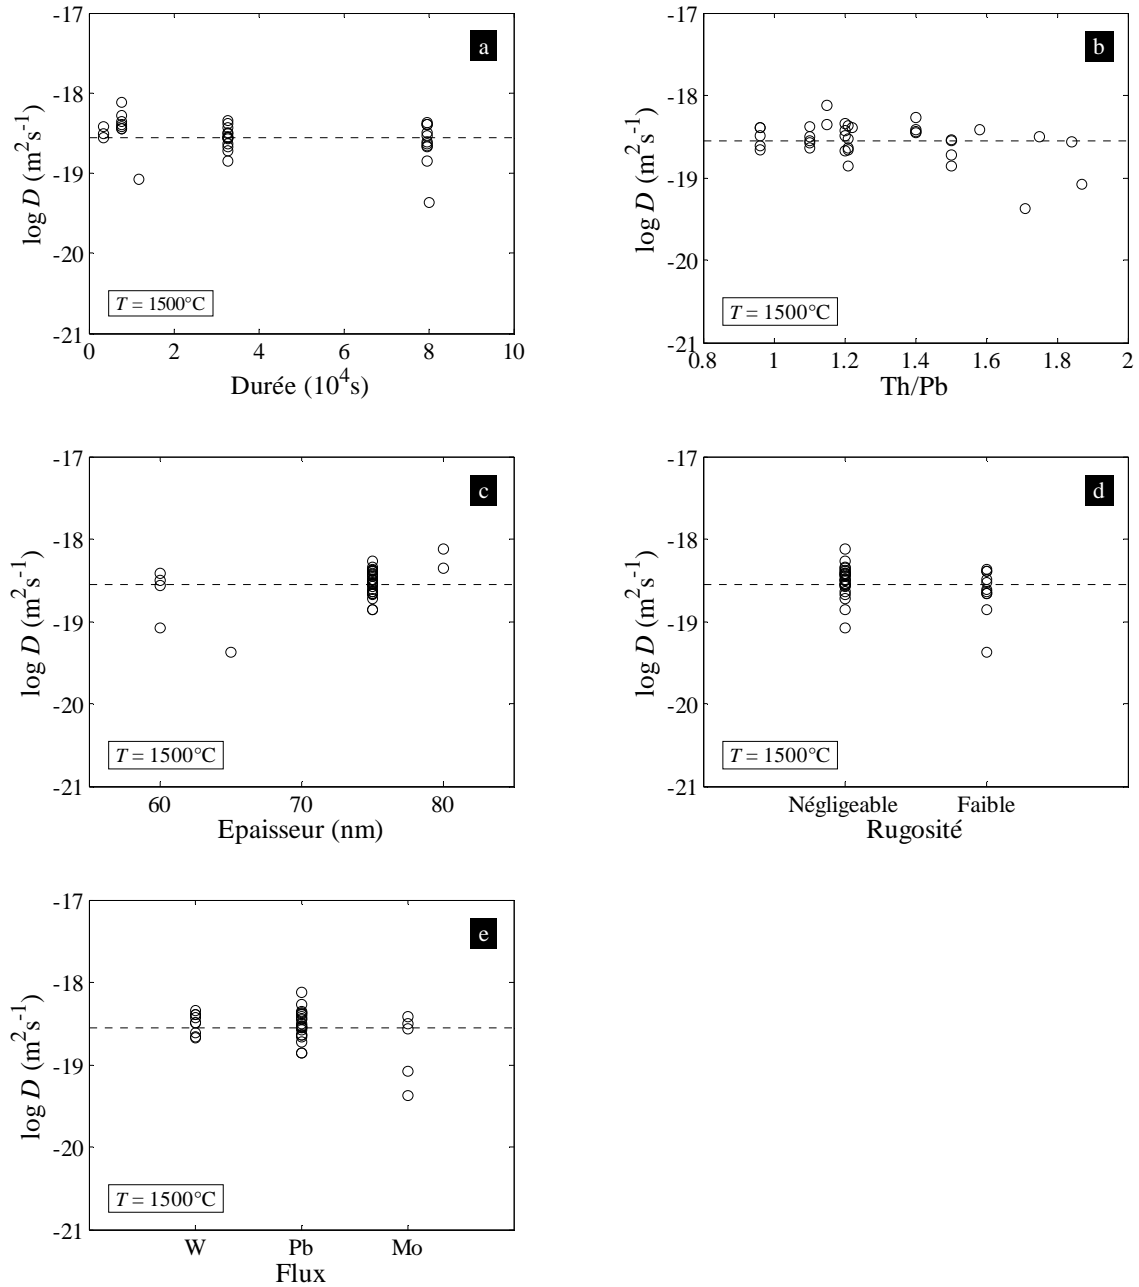 a
-17
-18
-19
-20
-21
log D (m²s⁻¹)
T = 1500°C
0 2 4 6 8 10
Durée (10⁴s)
b
-17
-18
-19
-20
-21
log D (m²s⁻¹)
T = 1500°C
0.8 1 1.2 1.4 1.6 1.8 2
Th/Pb
c
-17
-18
-19
-20
-21
log D (m²s⁻¹)
T = 1500°C
60 70 80
Epaisseur (nm)
d
-17
-18
-19
-20
-21
log D (m²s⁻¹)
T = 1500°C
Négligeable Faible
Rugosité
e
-17
-18
-19
-20
-21
log D (m²s⁻¹)
T = 1500°C
W Pb Mo
Flux